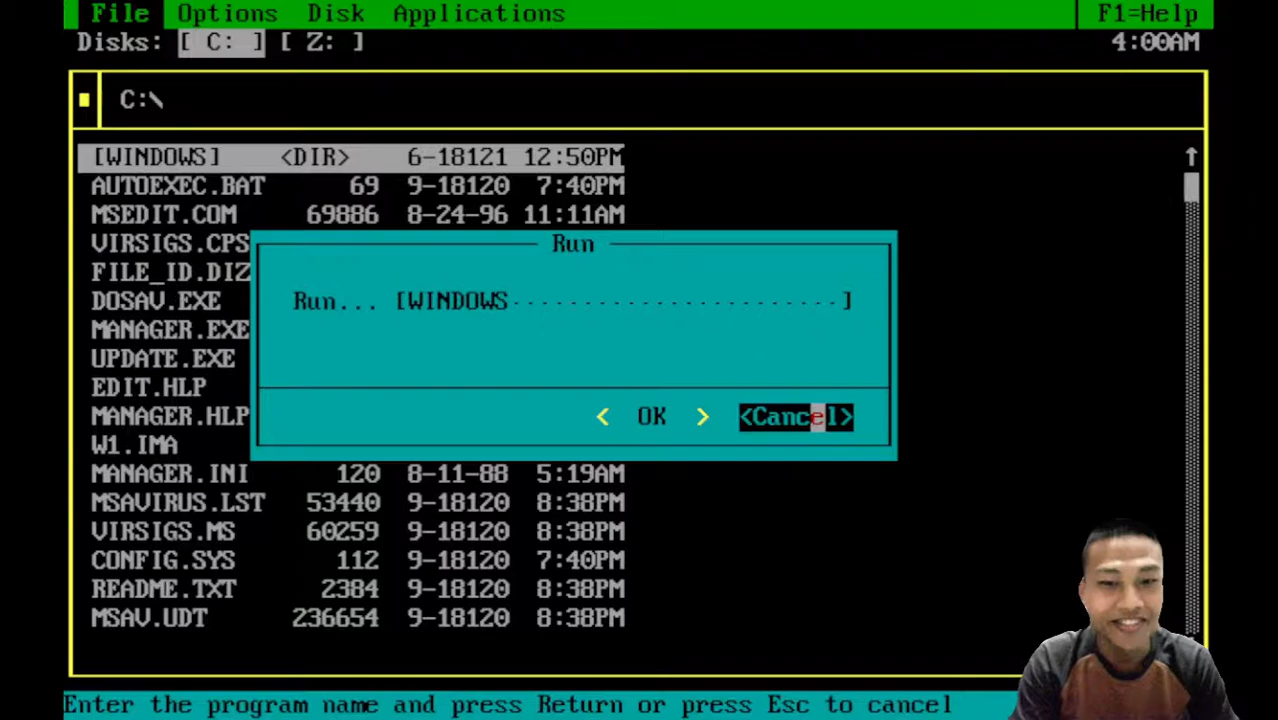 File Options Disk Applications F1=Help
Disks: [ C: ] [ Z: ] 4:00AM
C:\
[WINDOWS] <DIR> 6-18121 12:50PM
AUTOEXEC.BAT 69 9-18120 7:40PM
MSEDIT.COM 69886 8-24-96 11:11AM
VIRSIGS.CPS
Run
FILE_ID.DIZ
DOSAV.EXE
Run... [WINDOWS·······················]
MANAGER.EXE
UPDATE.EXE
EDIT.HLP
MANAGER.HLP
< OK > <Cancel>
W1.IMA
MANAGER.INI 120 8-11-88 5:19AM
MSAVIRUS.LST 53440 9-18120 8:38PM
VIRSIGS.MS 60259 9-18120 8:38PM
CONFIG.SYS 112 9-18120 7:40PM
README.TXT 2384 9-18120 8:38PM
MSAV.UDT 236654 9-18120 8:38PM
Enter the program name and press Return or press Esc to cancel